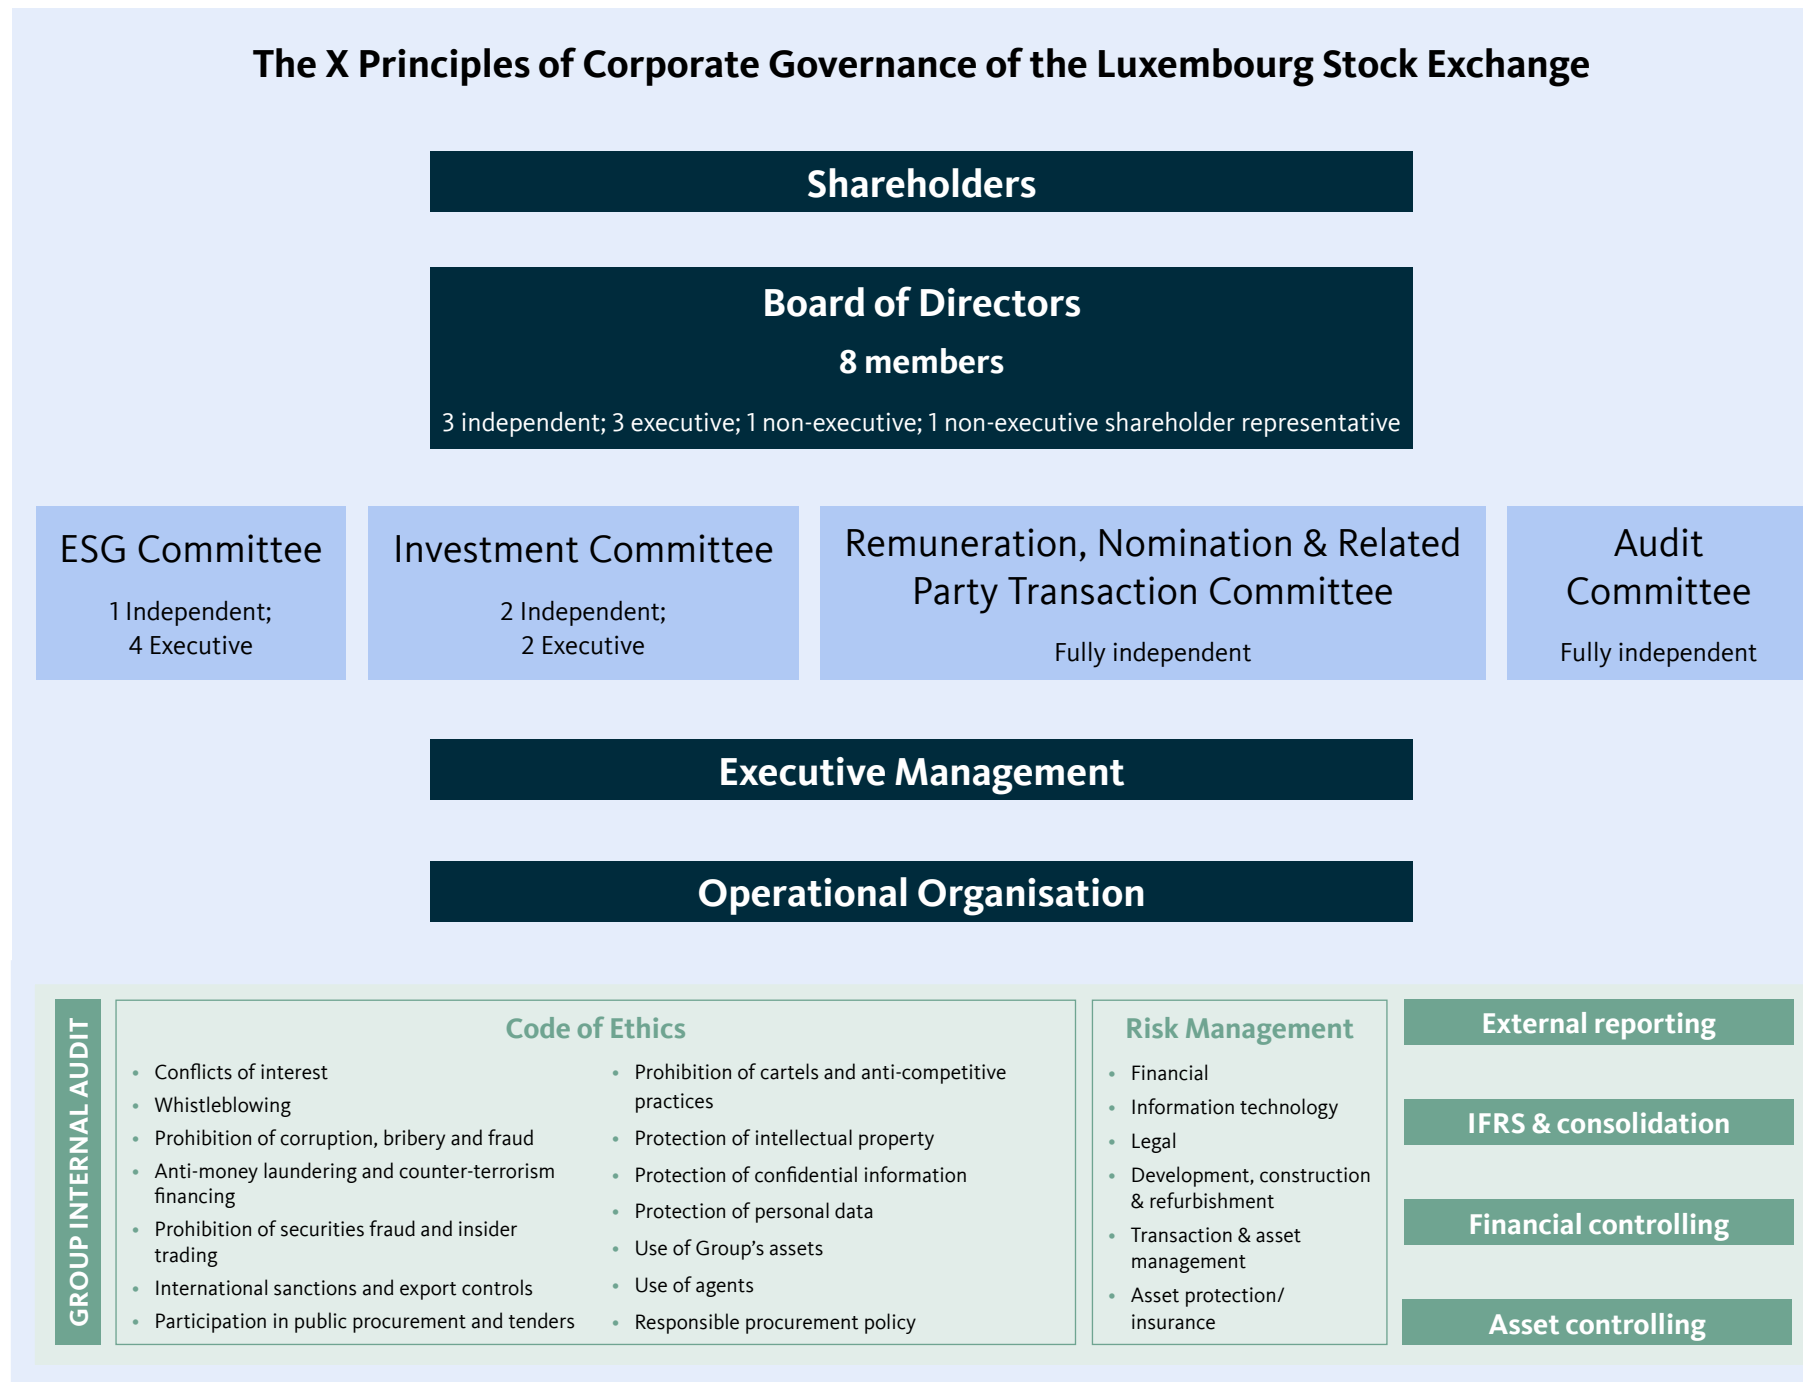 The X Principles of Corporate Governance of the Luxembourg Stock Exchange
Shareholders
Board of Directors
8 members
3 independent; 3 executive; 1 non-executive; 1 non-executive shareholder representative
ESG Committee
1 Independent;
4 Executive
Investment Committee
2 Independent;
2 Executive
Remuneration, Nomination & Related
Party Transaction Committee
Fully independent
Audit
Committee
Fully independent
Executive Management
Operational Organisation
GROUP INTERNAL AUDIT
Code of Ethics
• Conflicts of interest
• Whistleblowing
• Prohibition of corruption, bribery and fraud
• Anti-money laundering and counter-terrorism
financing
• Prohibition of securities fraud and insider
trading
• International sanctions and export controls
• Participation in public procurement and tenders
• Prohibition of cartels and anti-competitive
practices
• Protection of intellectual property
• Protection of confidential information
• Protection of personal data
• Use of Group’s assets
• Use of agents
• Responsible procurement policy
Risk Management
• Financial
• Information technology
• Legal
• Development, construction
& refurbishment
• Transaction & asset
management
• Asset protection/
insurance
External reporting
IFRS & consolidation
Financial controlling
Asset controlling